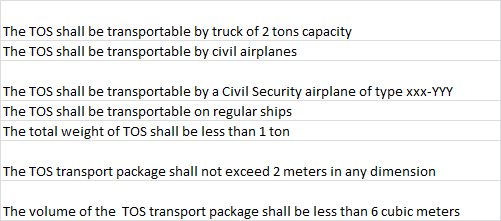 The TOS shall be transportable by truck of 2 tons capacity
The TOS shall be transportable by civil airplanes
The TOS shall be transportable by a Civil Security airplane of type xxx-YYY
The TOS shall be transportable on regular ships
The total weight of TOS shall be less than 1 ton
The TOS transport package shall not exceed 2 meters in any dimension
The volume of the  TOS transport package shall be less than 6 cubic meters